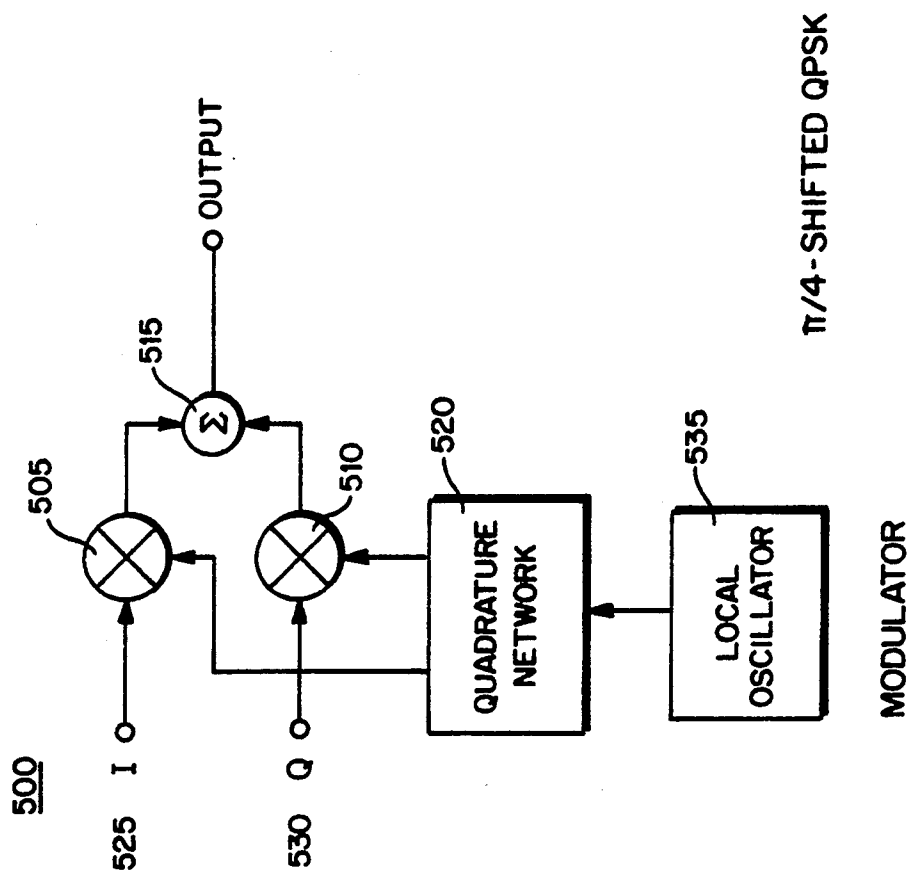 500
525 I
505
515
OUTPUT
Σ
530 Q
510
QUADRATURE
NETWORK
520
LOCAL
OSCILLATOR
535
MODULATOR
π/4-SHIFTED QPSK